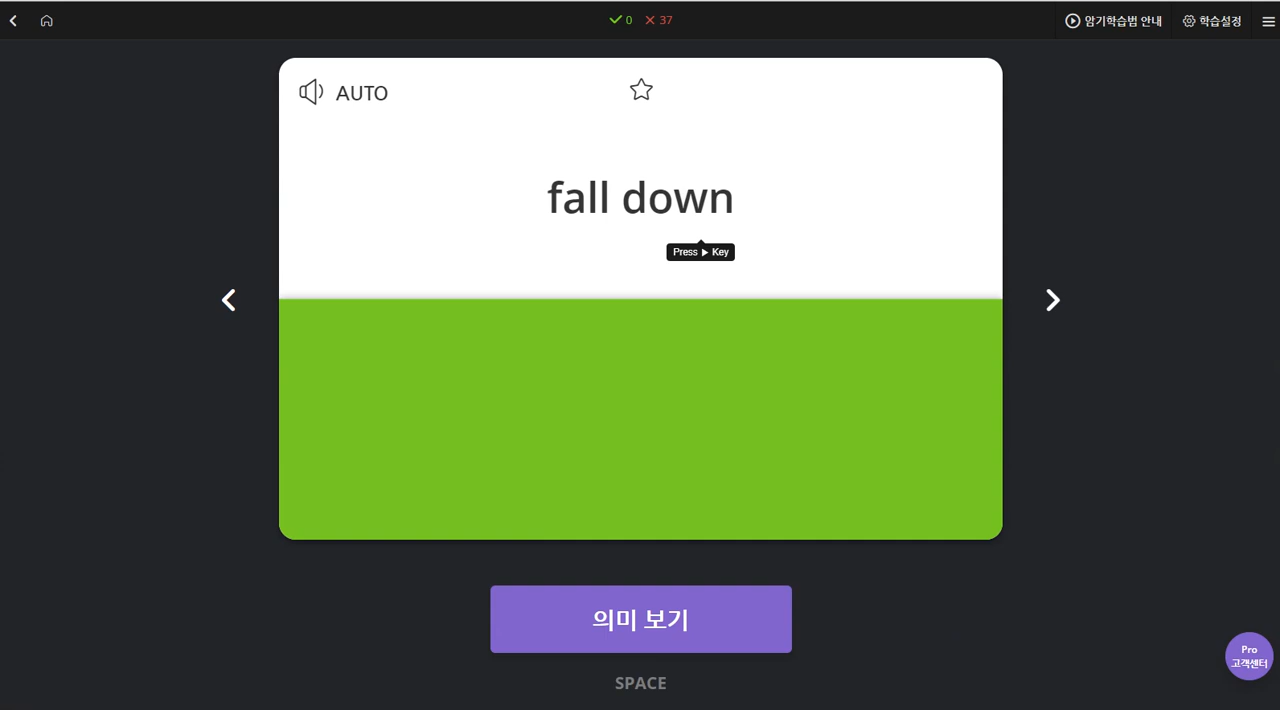 0 37 암기학습법 안내 학습설정
AUTO
fall down
Press ▶ Key
의미 보기
SPACE
Pro
고객센터